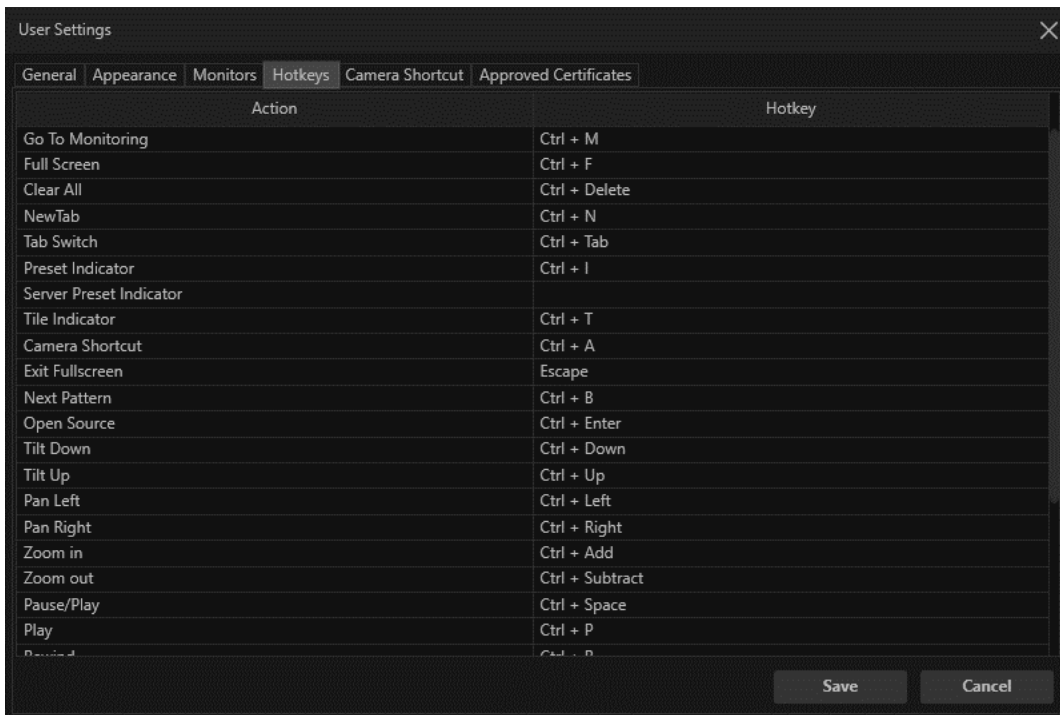 User Settings
General Appearance Monitors Hotkeys Camera Shortcut Approved Certificates
Action Hotkey
Go To Monitoring Ctrl + M
Full Screen Ctrl + F
Clear All Ctrl + Delete
NewTab Ctrl + N
Tab Switch Ctrl + Tab
Preset Indicator Ctrl + I
Server Preset Indicator
Tile Indicator Ctrl + T
Camera Shortcut Ctrl + A
Exit Fullscreen Escape
Next Pattern Ctrl + B
Open Source Ctrl + Enter
Tilt Down Ctrl + Down
Tilt Up Ctrl + Up
Pan Left Ctrl + Left
Pan Right Ctrl + Right
Zoom in Ctrl + Add
Zoom out Ctrl + Subtract
Pause/Play Ctrl + Space
Play Ctrl + P
Save Cancel